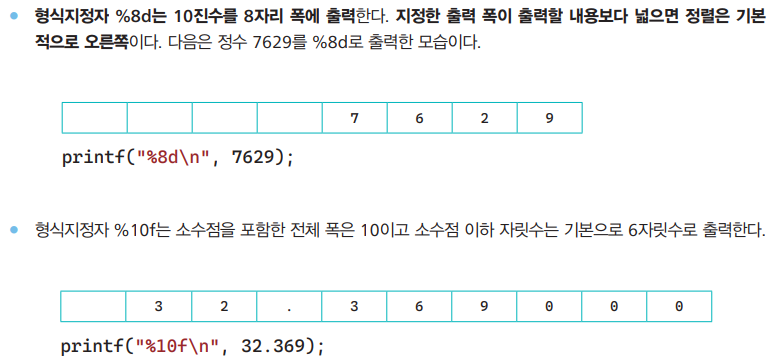 • 형식지정자 %8d는 10진수를 8자리 폭에 출력한다. 지정한 출력 폭이 출력할 내용보다 넓으면 정렬은 기본
적으로 오른쪽이다. 다음은 정수 7629를 %8d로 출력한 모습이다.
7 6 2 9
printf("%8d\n", 7629);
• 형식지정자 %10f는 소수점을 포함한 전체 폭은 10이고 소수점 이하 자릿수는 기본으로 6자릿수로 출력한다.
3 2 . 3 6 9 0 0 0
printf("%10f\n", 32.369);